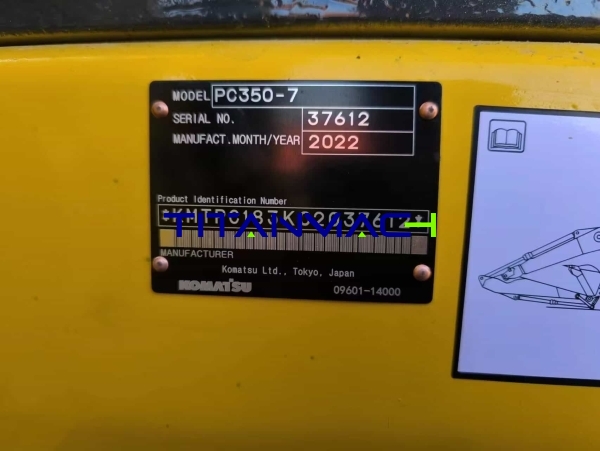 MODEL PC350-7
SERIAL NO. 37612
MANUFACT.MONTH/YEAR 2022
Product Identification Number
TITANMACH
MANUFACTURER
Komatsu Ltd., Tokyo, Japan
KOMATSU 09601-14000